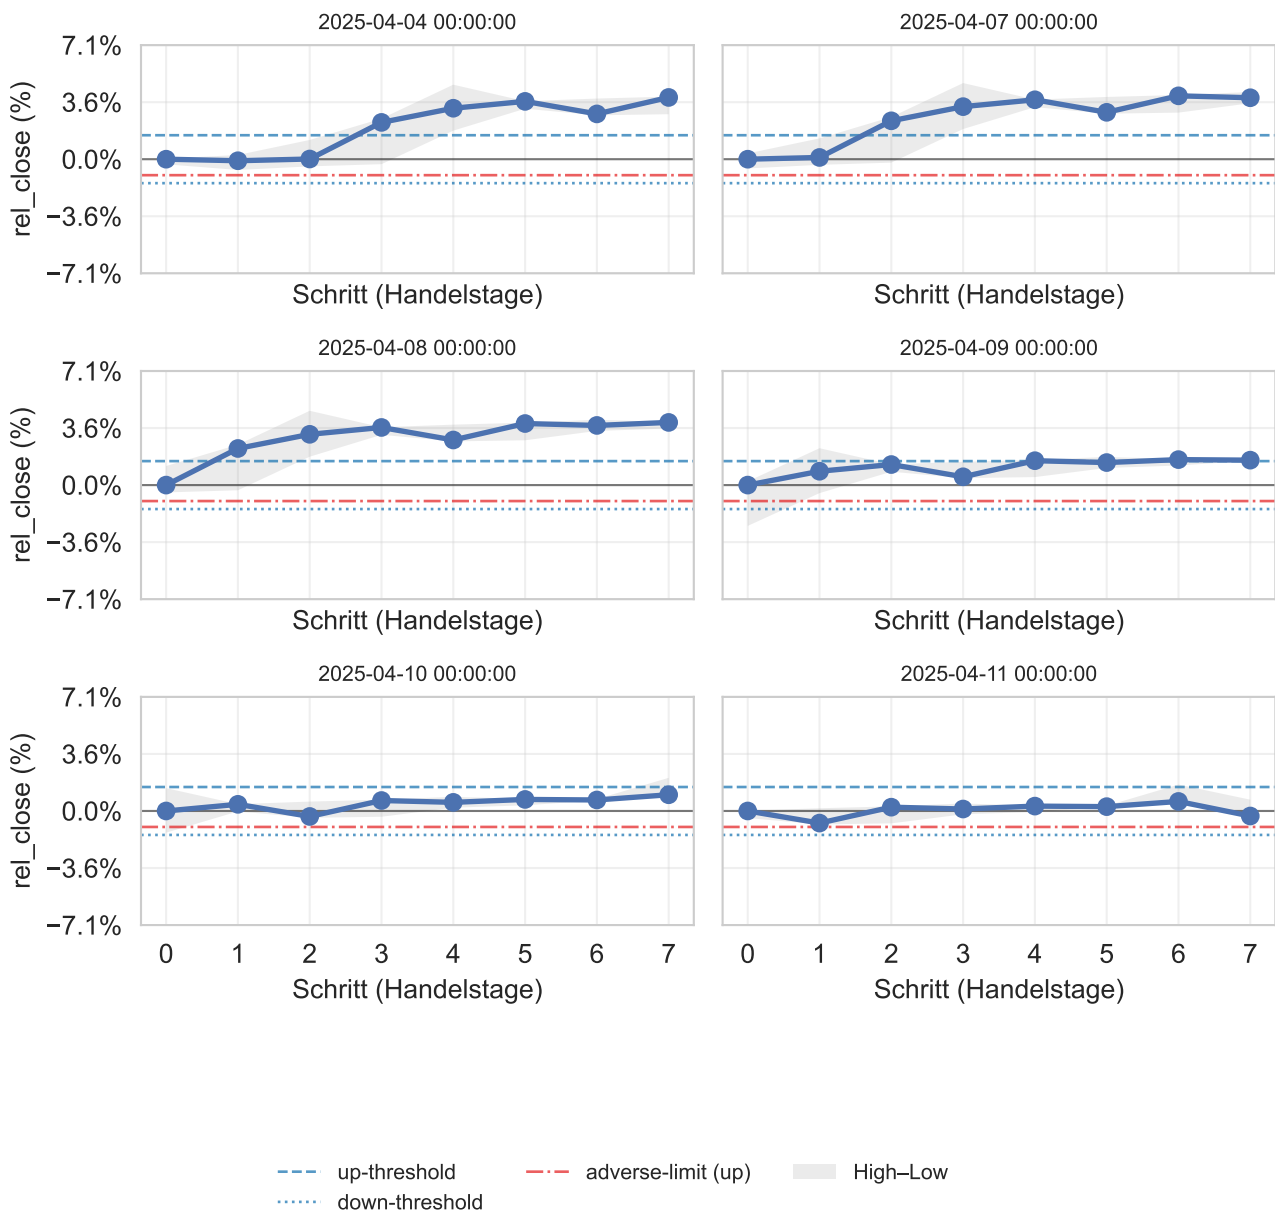 2025-04-04 00:00:00
2025-04-07 00:00:00
7.1%
3.6%
0.0%
−3.6%
−7.1%
rel_close (%)
Schritt (Handelstage)
Schritt (Handelstage)
2025-04-08 00:00:00
2025-04-09 00:00:00
7.1%
3.6%
0.0%
−3.6%
−7.1%
rel_close (%)
Schritt (Handelstage)
Schritt (Handelstage)
2025-04-10 00:00:00
2025-04-11 00:00:00
7.1%
3.6%
0.0%
−3.6%
−7.1%
rel_close (%)
0 1 2 3 4 5 6 7
0 1 2 3 4 5 6 7
Schritt (Handelstage)
Schritt (Handelstage)
up-threshold
down-threshold
adverse-limit (up)
High–Low